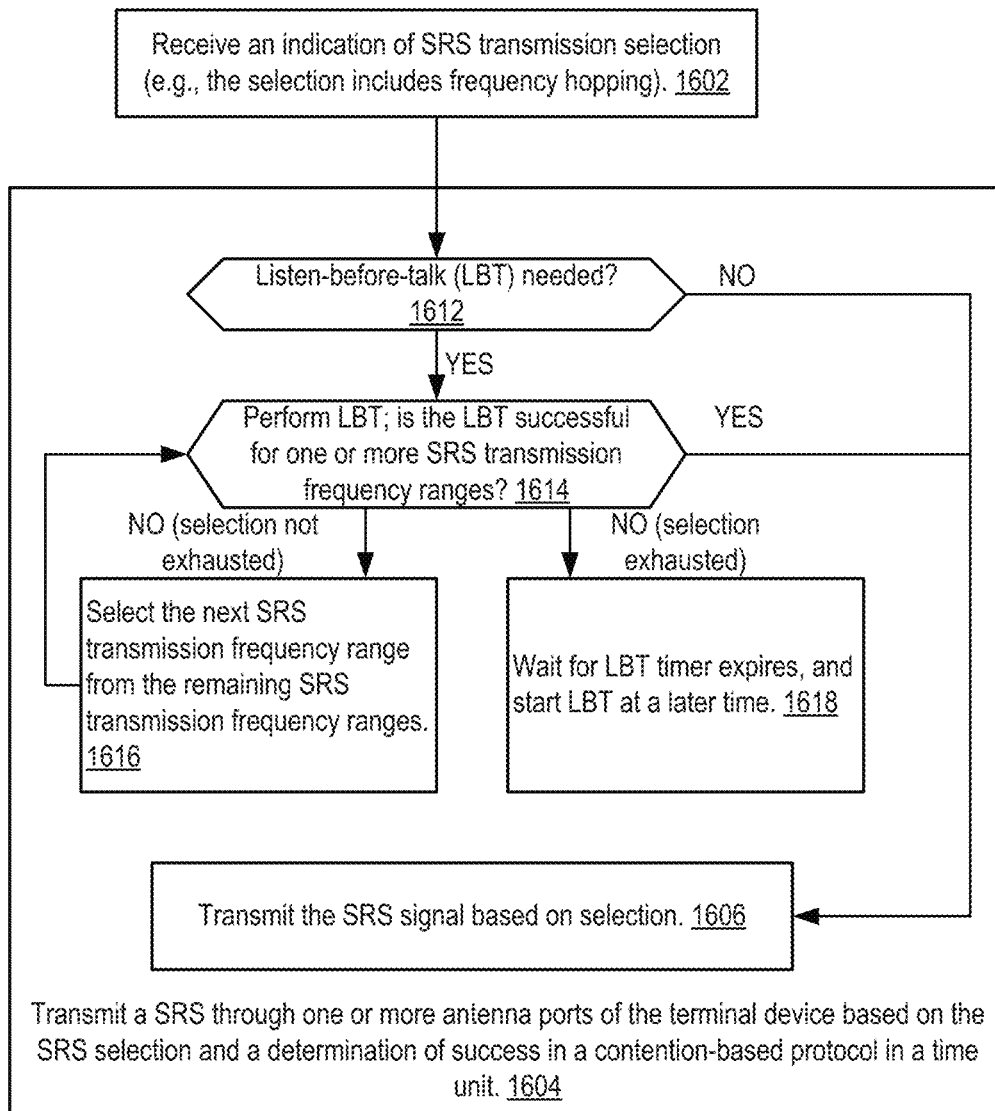 Receive an indication of SRS transmission selection
(e.g., the selection includes frequency hopping). 1602
Listen-before-talk (LBT) needed?
1612
NO
YES
Perform LBT; is the LBT successful
for one or more SRS transmission
frequency ranges? 1614
YES
NO (selection not
exhausted)
NO (selection
exhausted)
Select the next SRS
transmission frequency range
from the remaining SRS
transmission frequency ranges.
1616
Wait for LBT timer expires, and
start LBT at a later time. 1618
Transmit the SRS signal based on selection. 1606
Transmit a SRS through one or more antenna ports of the terminal device based on the
SRS selection and a determination of success in a contention-based protocol in a time
unit. 1604